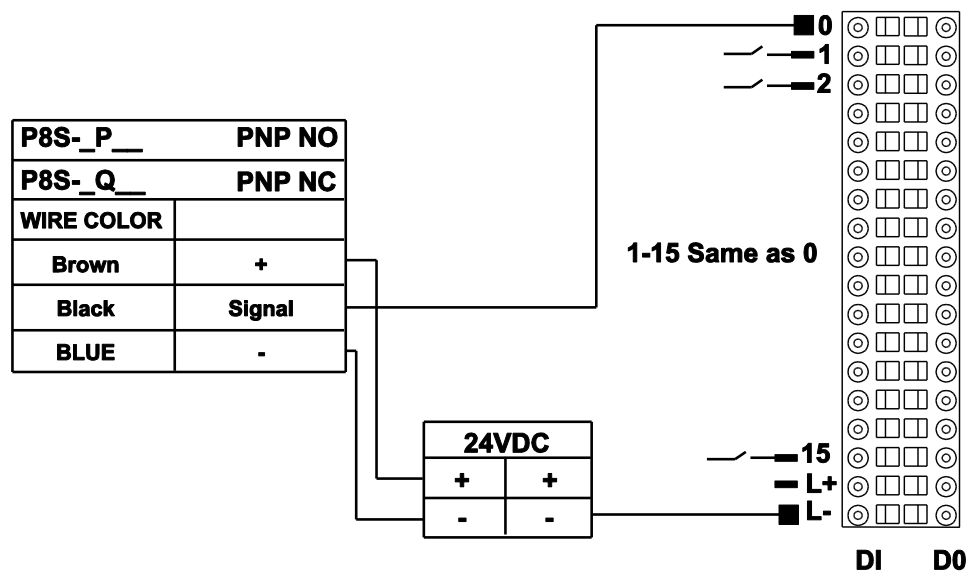 0
1
2
P8S-_P__ PNP NO
P8S-_Q__ PNP NC
WIRE COLOR
Brown +
Black Signal
BLUE -
1-15 Same as 0
24VDC
+ +
- -
15
L+
L-
DI D0